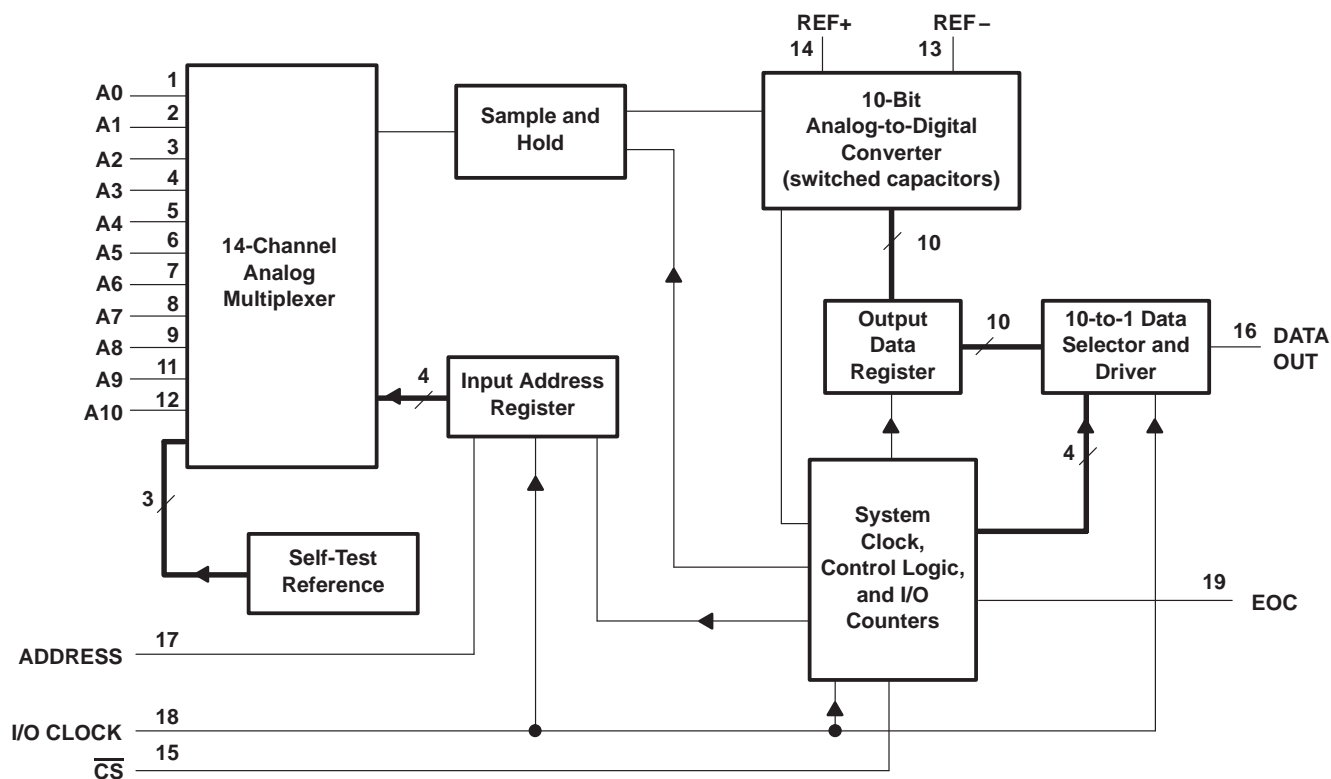 REF+
REF–
14
13
10-Bit
Analog-to-Digital
Converter
(switched capacitors)
Sample and
Hold
14-Channel
Analog
Multiplexer
A0
1
A1
2
A2
3
A3
4
A4
5
A5
6
A6
7
A7
8
A8
9
A9
11
A10
12
10
Output
Data
Register
10
10-to-1 Data
Selector and
Driver
16
DATA
OUT
4
Input Address
Register
4
3
Self-Test
Reference
System
Clock,
Control Logic,
and I/O
Counters
19
EOC
17
ADDRESS
18
I/O CLOCK
15
C̅S̅